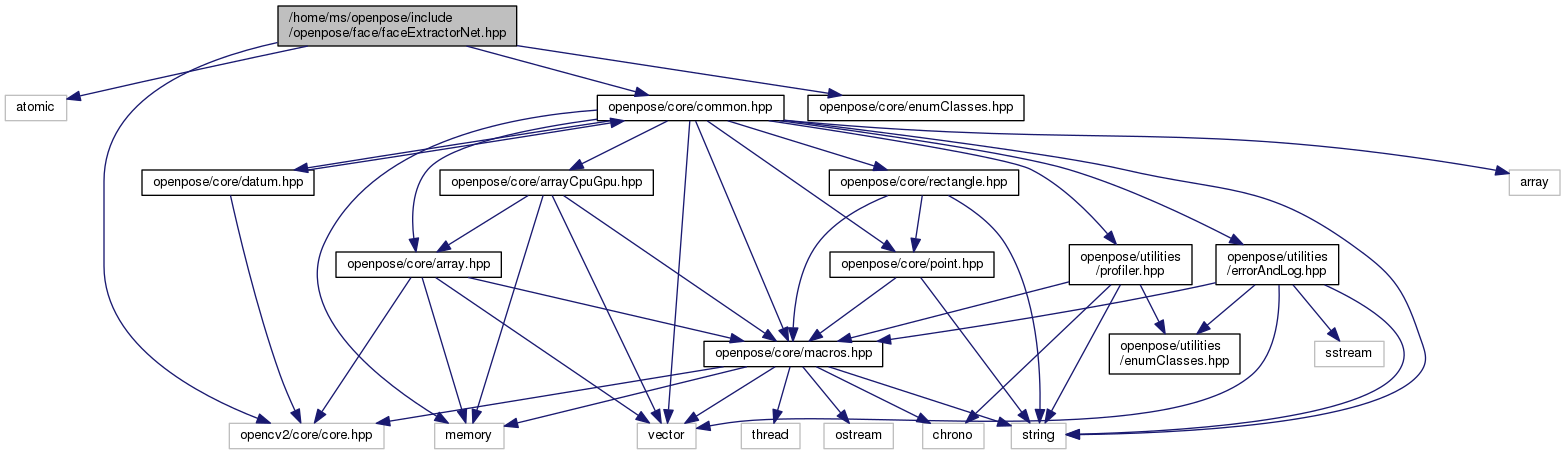 /home/ms/openpose/include
/openpose/face/faceExtractorNet.hpp
atomic
openpose/core/common.hpp
openpose/core/enumClasses.hpp
openpose/core/datum.hpp
openpose/core/arrayCpuGpu.hpp
openpose/core/rectangle.hpp
array
openpose/core/array.hpp
openpose/core/point.hpp
openpose/utilities
/profiler.hpp
openpose/utilities
/errorAndLog.hpp
openpose/core/macros.hpp
openpose/utilities
/enumClasses.hpp
sstream
opencv2/core/core.hpp
memory
vector
thread
ostream
chrono
string